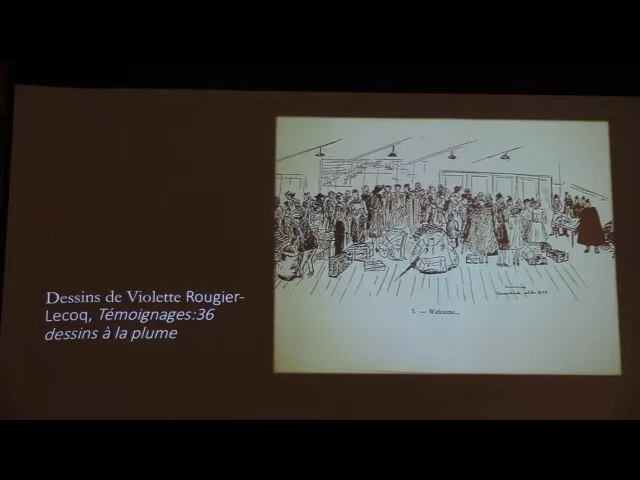 Dessins de Violette Rougier-
Lecoq, Témoignages:36
dessins à la plume
1. — Welcome...